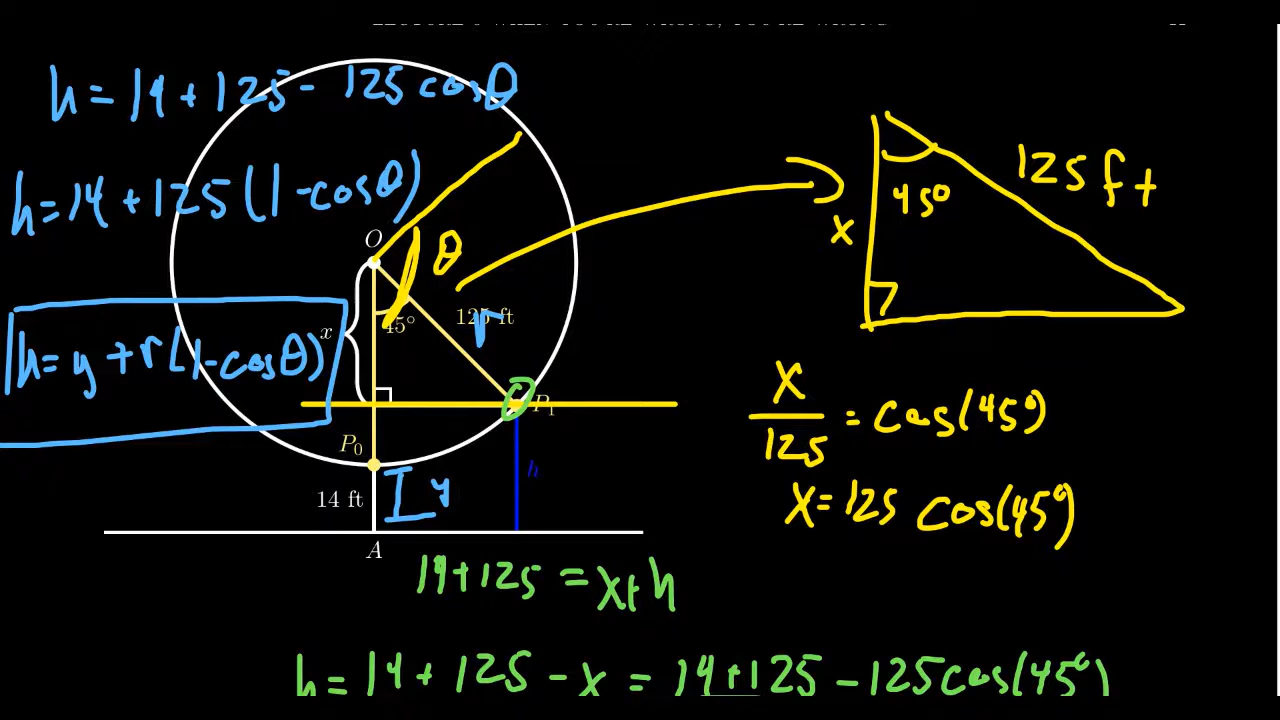 h = 14 + 125 - 125 cosθ
h = 14 + 125 (1 - cosθ)
h = y + r (1 - cosθ)
O
θ
45°
125 ft
r
x
P₁
P₀
h
14 ft
y
A
14 + 125 = x + h
h = 14 + 125 - x = 14 + 125 - 125 cos(45°)
125 ft
45°
x
x/125 = cos(45°)
x = 125 cos(45°)